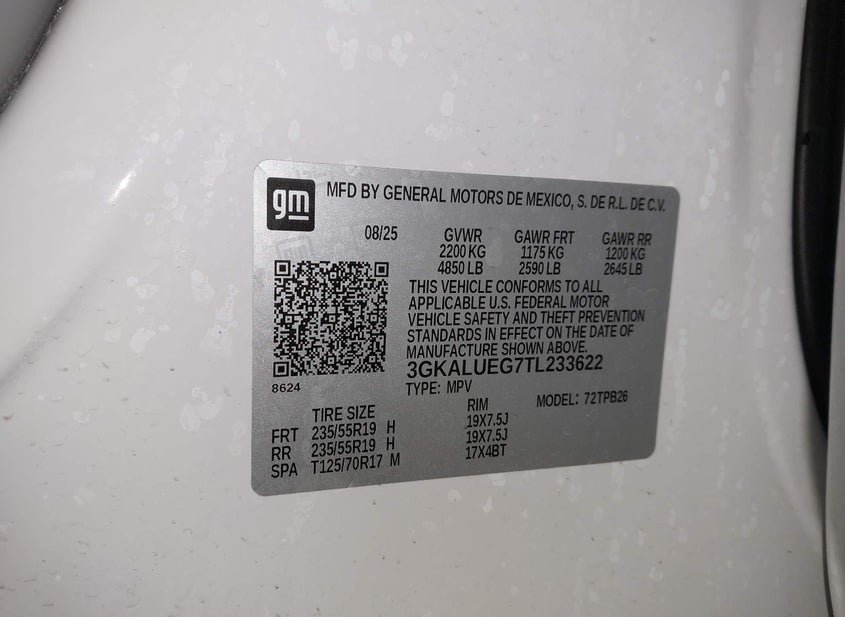 gm MFD BY GENERAL MOTORS DE MEXICO, S. DE R.L. DE C.V.
08/25 GVWR GAWR FRT GAWR RR
2200 KG 1175 KG 1200 KG
4850 LB 2590 LB 2645 LB
THIS VEHICLE CONFORMS TO ALL
APPLICABLE U.S. FEDERAL MOTOR
VEHICLE SAFETY AND THEFT PREVENTION
STANDARDS IN EFFECT ON THE DATE OF
MANUFACTURE SHOWN ABOVE.
3GKALUEG7TL233622
8624
TYPE: MPV MODEL: 72TPB26
TIRE SIZE RIM
FRT 235/55R19 H 19X7.5J
RR 235/55R19 H 19X7.5J
SPA T125/70R17 M 17X4BT